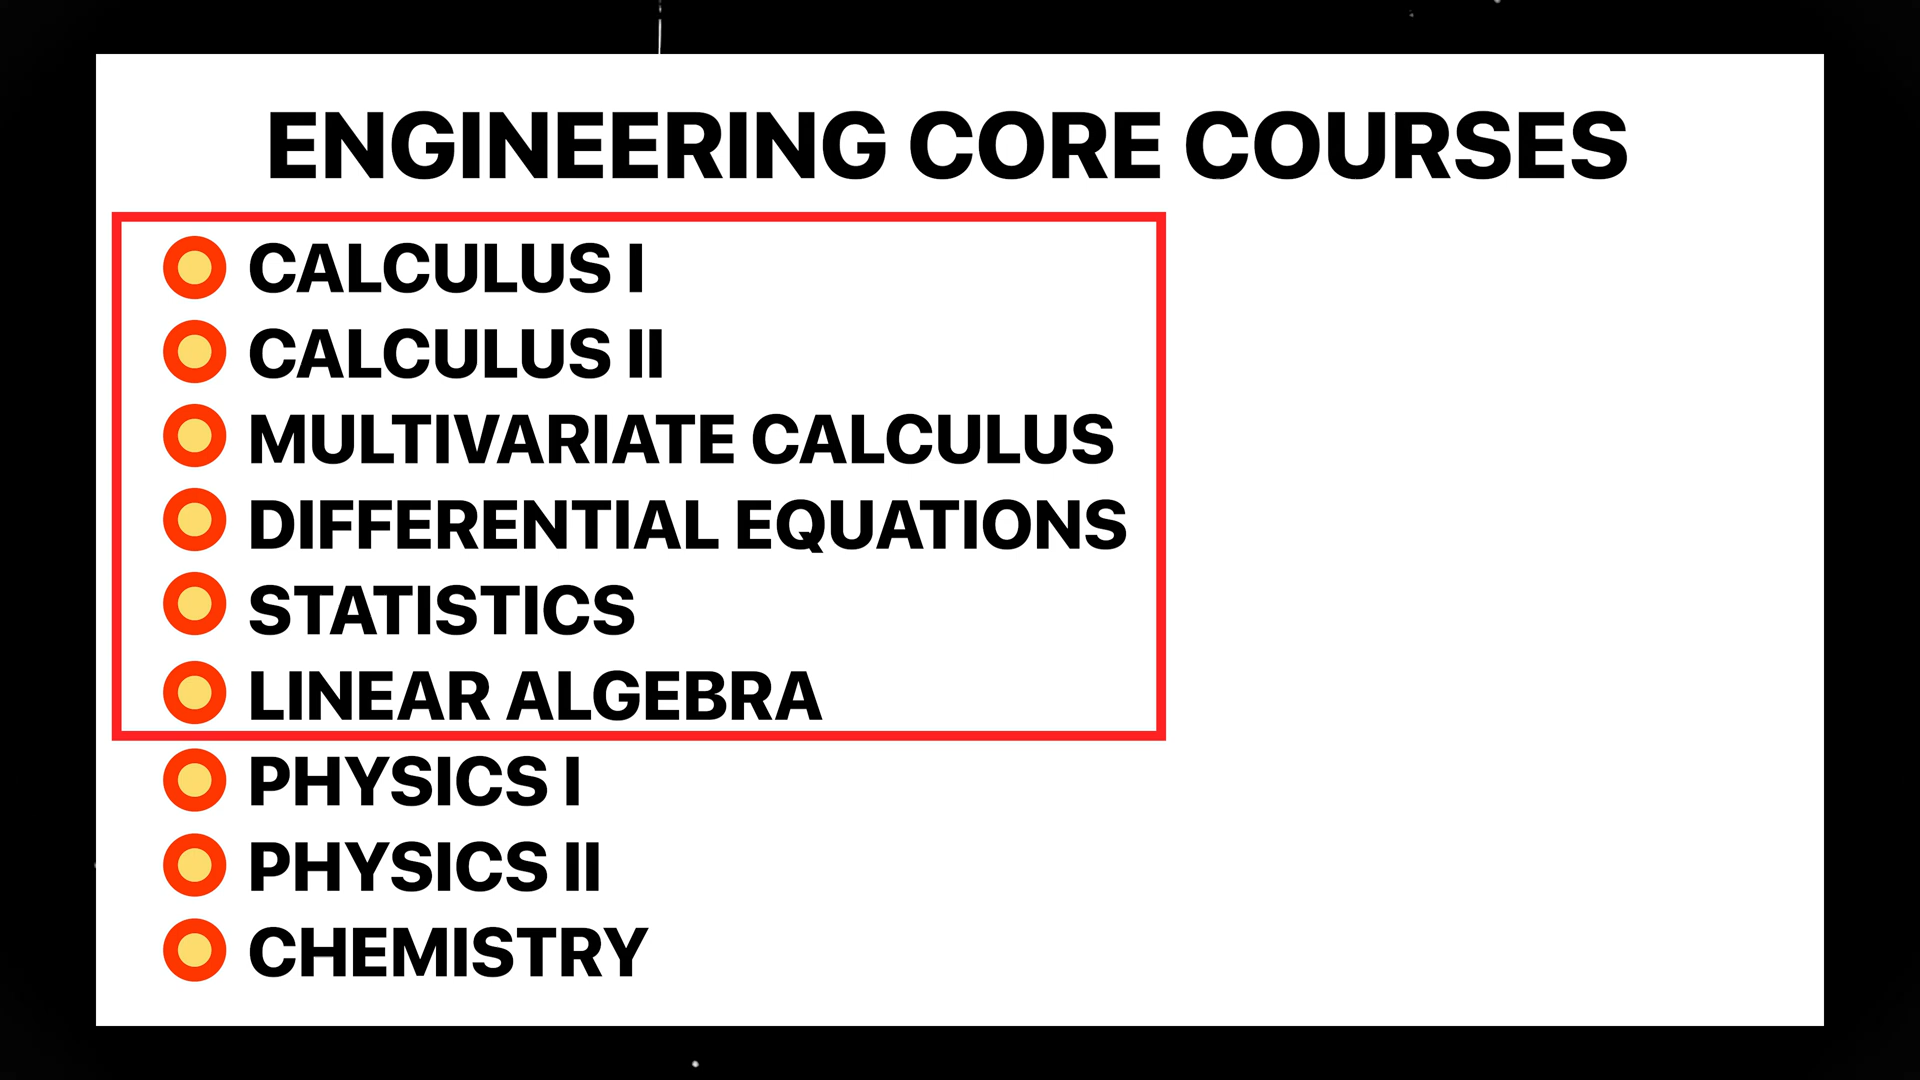 ENGINEERING CORE COURSES
CALCULUS I
CALCULUS II
MULTIVARIATE CALCULUS
DIFFERENTIAL EQUATIONS
STATISTICS
LINEAR ALGEBRA
PHYSICS I
PHYSICS II
CHEMISTRY